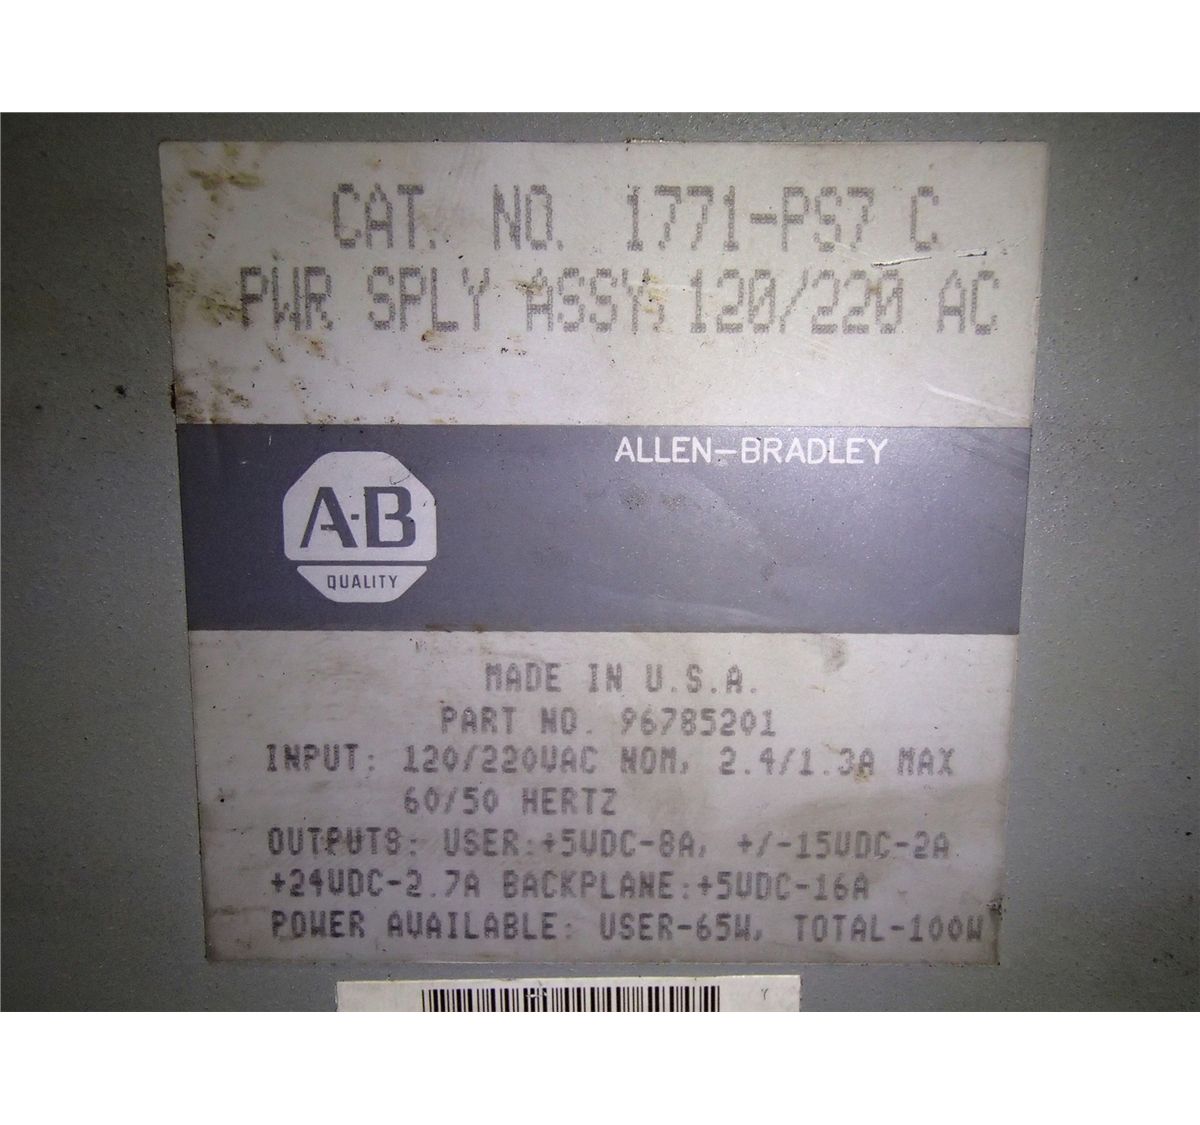 CAT. NO. 1771-PS7 C
PWR SPLY ASSY, 120/220 AC
ALLEN-BRADLEY
A-B
QUALITY
MADE IN U.S.A.
PART NO. 96785201
INPUT: 120/220VAC NOM, 2.4/1.3A MAX
60/50 HERTZ
OUTPUTS: USER:+5VDC-8A, +/-15VDC-2A
+24VDC-2.7A BACKPLANE:+5VDC-16A
POWER AVAILABLE: USER-65W, TOTAL-100W